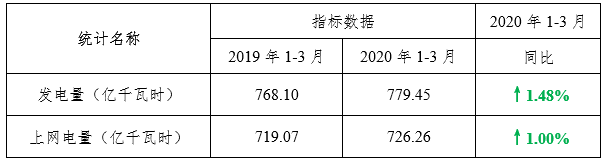 统计名称 指标数据 2020 年 1-3 月
2019 年 1-3 月 2020 年 1-3 月 同比
发电量（亿千瓦时） 768.10 779.45 ↑1.48%
上网电量（亿千瓦时） 719.07 726.26 ↑1.00%